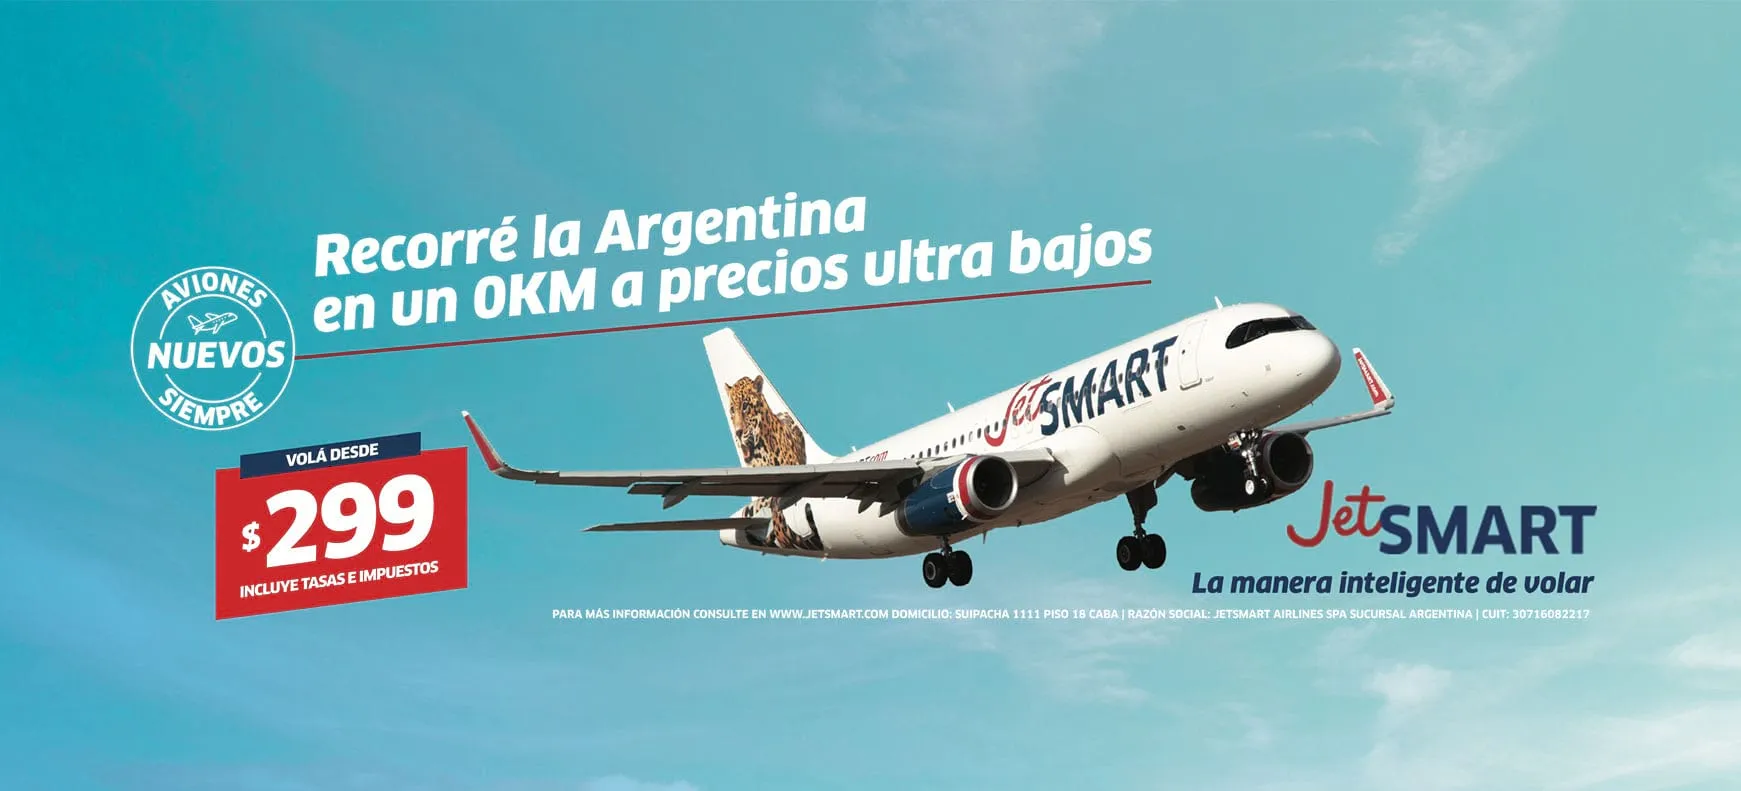 Recorré la Argentina
en un 0KM a precios ultra bajos
AVIONES
NUEVOS
SIEMPRE
VOLÁ DESDE
$299
INCLUYE TASAS E IMPUESTOS
JetSMART
JetSMART
La manera inteligente de volar
PARA MÁS INFORMACIÓN CONSULTE EN WWW.JETSMART.COM DOMICILIO: SUIPACHA 1111 PISO 18 CABA | RAZÓN SOCIAL: JETSMART AIRLINES SPA SUCURSAL ARGENTINA | CUIT: 30716082217